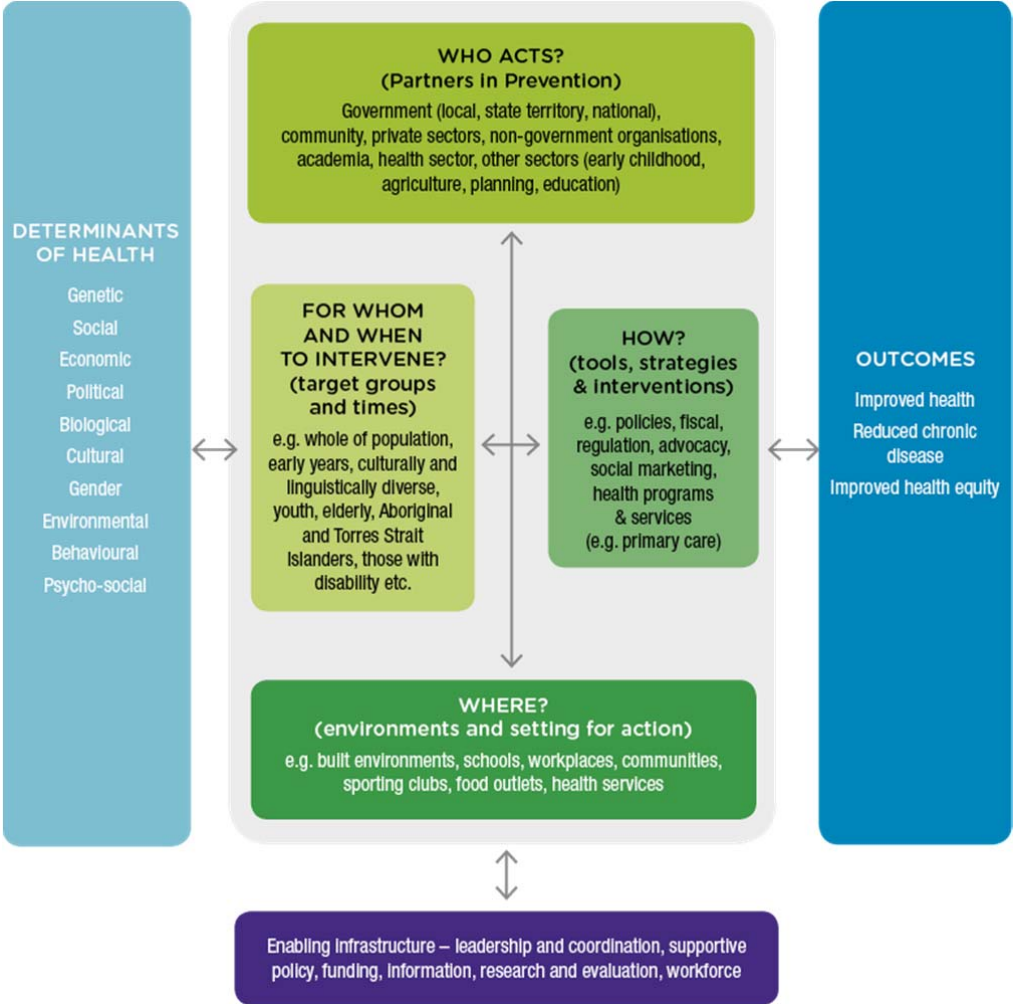 WHO ACTS?
(Partners in Prevention)
Government (local, state territory, national),
community, private sectors, non-government organisations,
academia, health sector, other sectors (early childhood,
agriculture, planning, education)
DETERMINANTS
OF HEALTH
Genetic
Social
Economic
Political
Biological
Cultural
Gender
Environmental
Behavioural
Psycho-social
FOR WHOM
AND WHEN
TO INTERVENE?
(target groups
and times)
e.g. whole of population,
early years, culturally and
linguistically diverse,
youth, elderly, Aboriginal
and Torres Strait
Islanders, those with
disability etc.
HOW?
(tools, strategies
& interventions)
e.g. policies, fiscal,
regulation, advocacy,
social marketing,
health programs
& services
(e.g. primary care)
OUTCOMES
Improved health
Reduced chronic
disease
Improved health equity
WHERE?
(environments and setting for action)
e.g. built environments, schools, workplaces, communities,
sporting clubs, food outlets, health services
Enabling Infrastructure – leadership and coordination, supportive
policy, funding, information, research and evaluation, workforce